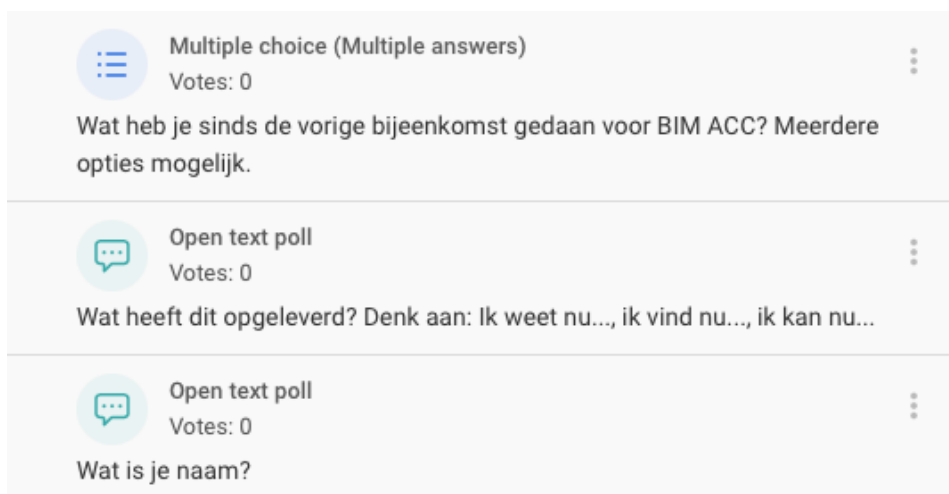 Multiple choice (Multiple answers)
Votes: 0
Wat heb je sinds de vorige bijeenkomst gedaan voor BIM ACC? Meerdere
opties mogelijk.
Open text poll
Votes: 0
Wat heeft dit opgeleverd? Denk aan: Ik weet nu..., ik vind nu..., ik kan nu...
Open text poll
Votes: 0
Wat is je naam?